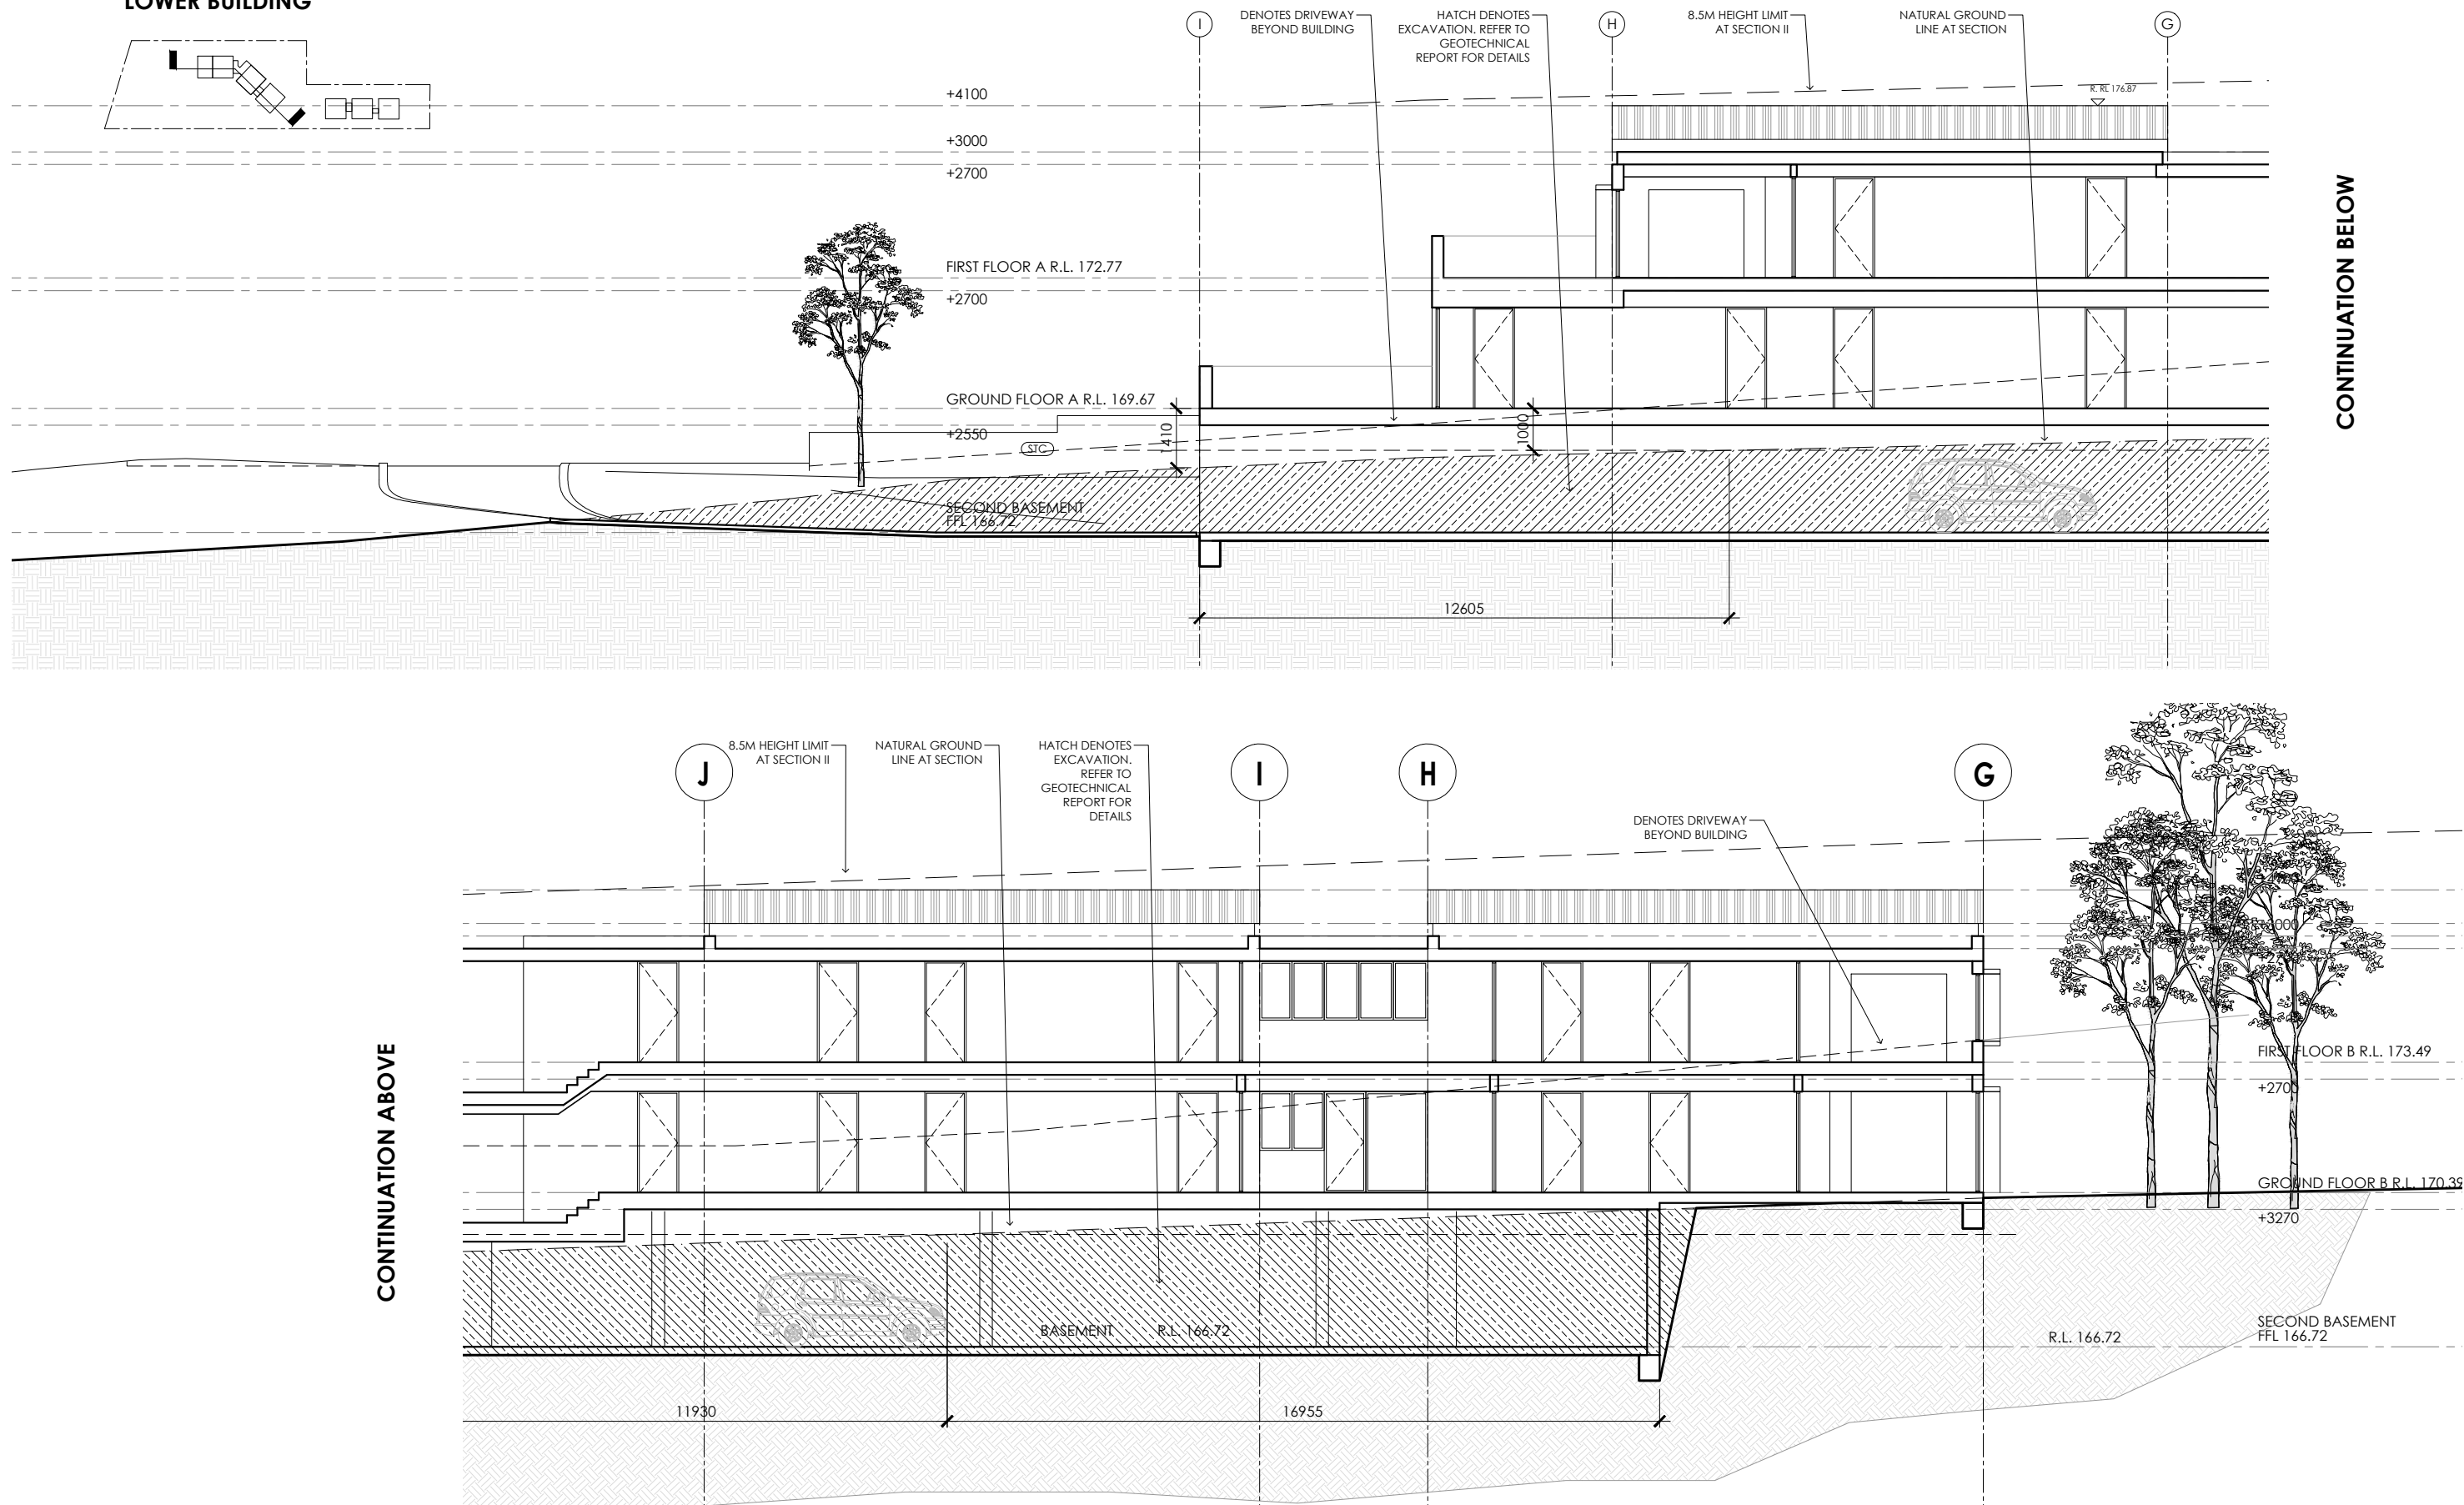 LOWER BUILDING
I
DENOTES DRIVEWAY
BEYOND BUILDING
HATCH DENOTES
EXCAVATION. REFER TO
GEOTECHNICAL
REPORT FOR DETAILS
H
8.5M HEIGHT LIMIT
AT SECTION II
NATURAL GROUND
LINE AT SECTION
G
+4100
R. RL 176.87
+3000
+2700
CONTINUATION BELOW
FIRST FLOOR A R.L. 172.77
+2700
GROUND FLOOR A R.L. 169.67
+2550
STC
1410
1000
SECOND BASEMENT
FFL 166.72
12605
J
8.5M HEIGHT LIMIT
AT SECTION II
NATURAL GROUND
LINE AT SECTION
HATCH DENOTES
EXCAVATION.
REFER TO
GEOTECHNICAL
REPORT FOR
DETAILS
I
H
G
DENOTES DRIVEWAY
BEYOND BUILDING
CONTINUATION ABOVE
FIRST FLOOR B R.L. 173.49
+2700
GROUND FLOOR B R.L. 170.39
+3270
BASEMENT R.L. 166.72
R.L. 166.72
SECOND BASEMENT
FFL 166.72
11930
16955